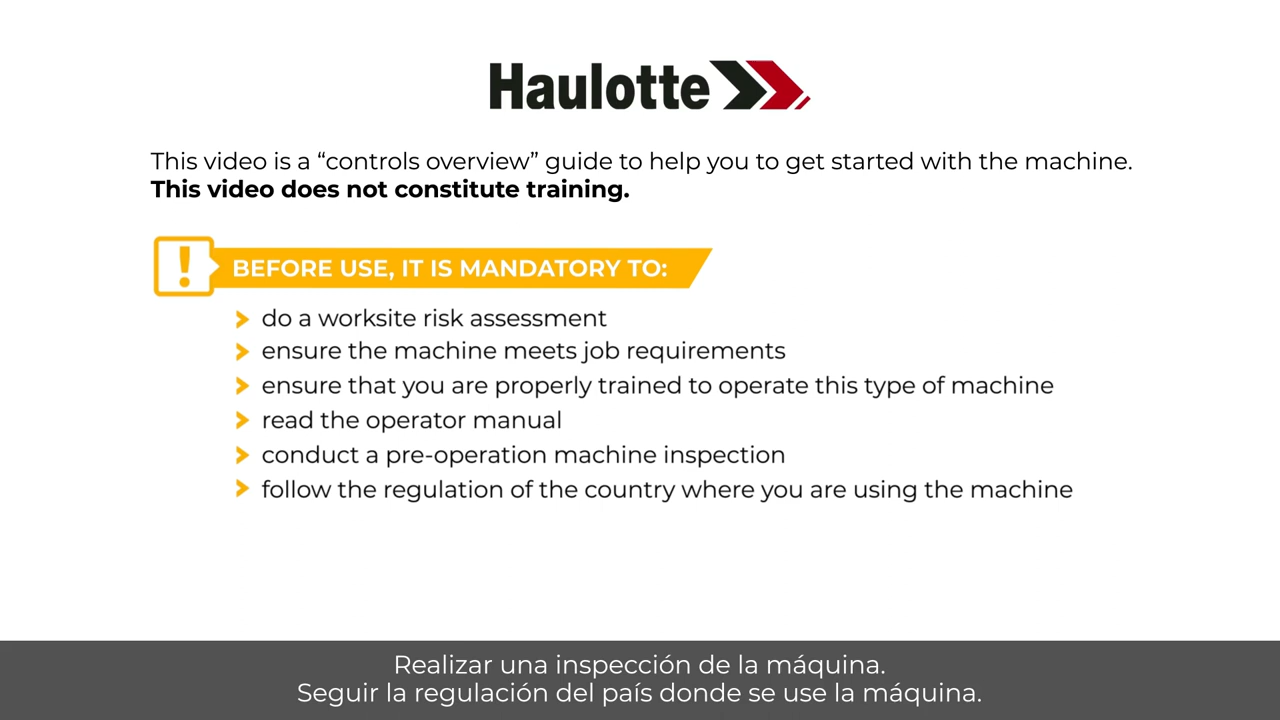 Haulotte
This video is a “controls overview” guide to help you to get started with the machine.
This video does not constitute training.
! BEFORE USE, IT IS MANDATORY TO:
do a worksite risk assessment
ensure the machine meets job requirements
ensure that you are properly trained to operate this type of machine
read the operator manual
conduct a pre-operation machine inspection
follow the regulation of the country where you are using the machine
Realizar una inspección de la máquina.
Seguir la regulación del país donde se use la máquina.